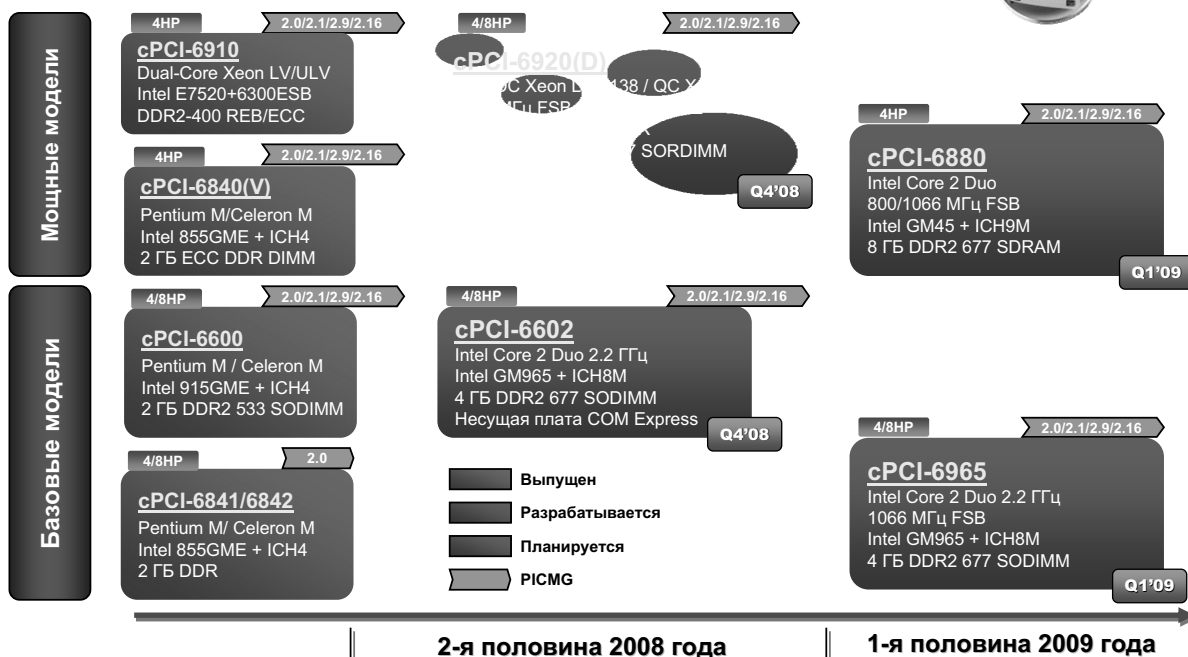 Мощные модели
4HP
2.0/2.1/2.9/2.16
cPCI-6910
Dual-Core Xeon LV/ULV
Intel E7520+6300ESB
DDR2-400 REB/ECC
4HP
2.0/2.1/2.9/2.16
cPCI-6840(V)
Pentium M/Celeron M
Intel 855GME + ICH4
2 ГБ ECC DDR DIMM
4/8HP
2.0/2.1/2.9/2.16
cPCI-6920(D)
Xeon
138 / QC
FSB
SORDIMM
Q4’08
4HP
2.0/2.1/2.9/2.16
cPCI-6880
Intel Core 2 Duo
800/1066 МГц FSB
Intel GM45 + ICH9M
8 ГБ DDR2 677 SDRAM
Q1’09
Базовые модели
4/8HP
2.0/2.1/2.9/2.16
cPCI-6600
Pentium M / Celeron M
Intel 915GME + ICH4
2 ГБ DDR2 533 SODIMM
4/8HP
2.0
cPCI-6841/6842
Pentium M/ Celeron M
Intel 855GME + ICH4
2 ГБ DDR
4/8HP
2.0/2.1/2.9/2.16
cPCI-6602
Intel Core 2 Duo 2.2 ГГц
Intel GM965 + ICH8M
4 ГБ DDR2 677 SODIMM
Несущая плата COM Express
Q4’08
4/8HP
2.0/2.1/2.9/2.16
cPCI-6965
Intel Core 2 Duo 2.2 ГГц
1066 МГц FSB
Intel GM965 + ICH8M
4 ГБ DDR2 677 SODIMM
Q1’09
Выпущен
Разрабатывается
Планируется
PICMG
2-я половина 2008 года
1-я половина 2009 года